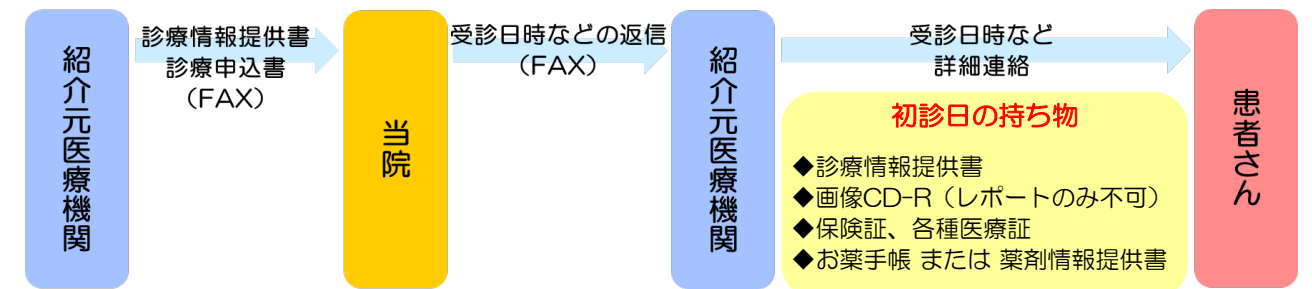 紹介元医療機関
診療情報提供書
診療申込書
（FAX）
当院
受診日時などの返信
（FAX）
紹介元医療機関
受診日時など
詳細連絡
初診日の持ち物
◆診療情報提供書
◆画像CD-R（レポートのみ不可）
◆保険証、各種医療証
◆お薬手帳 または 薬剤情報提供書
患者さん